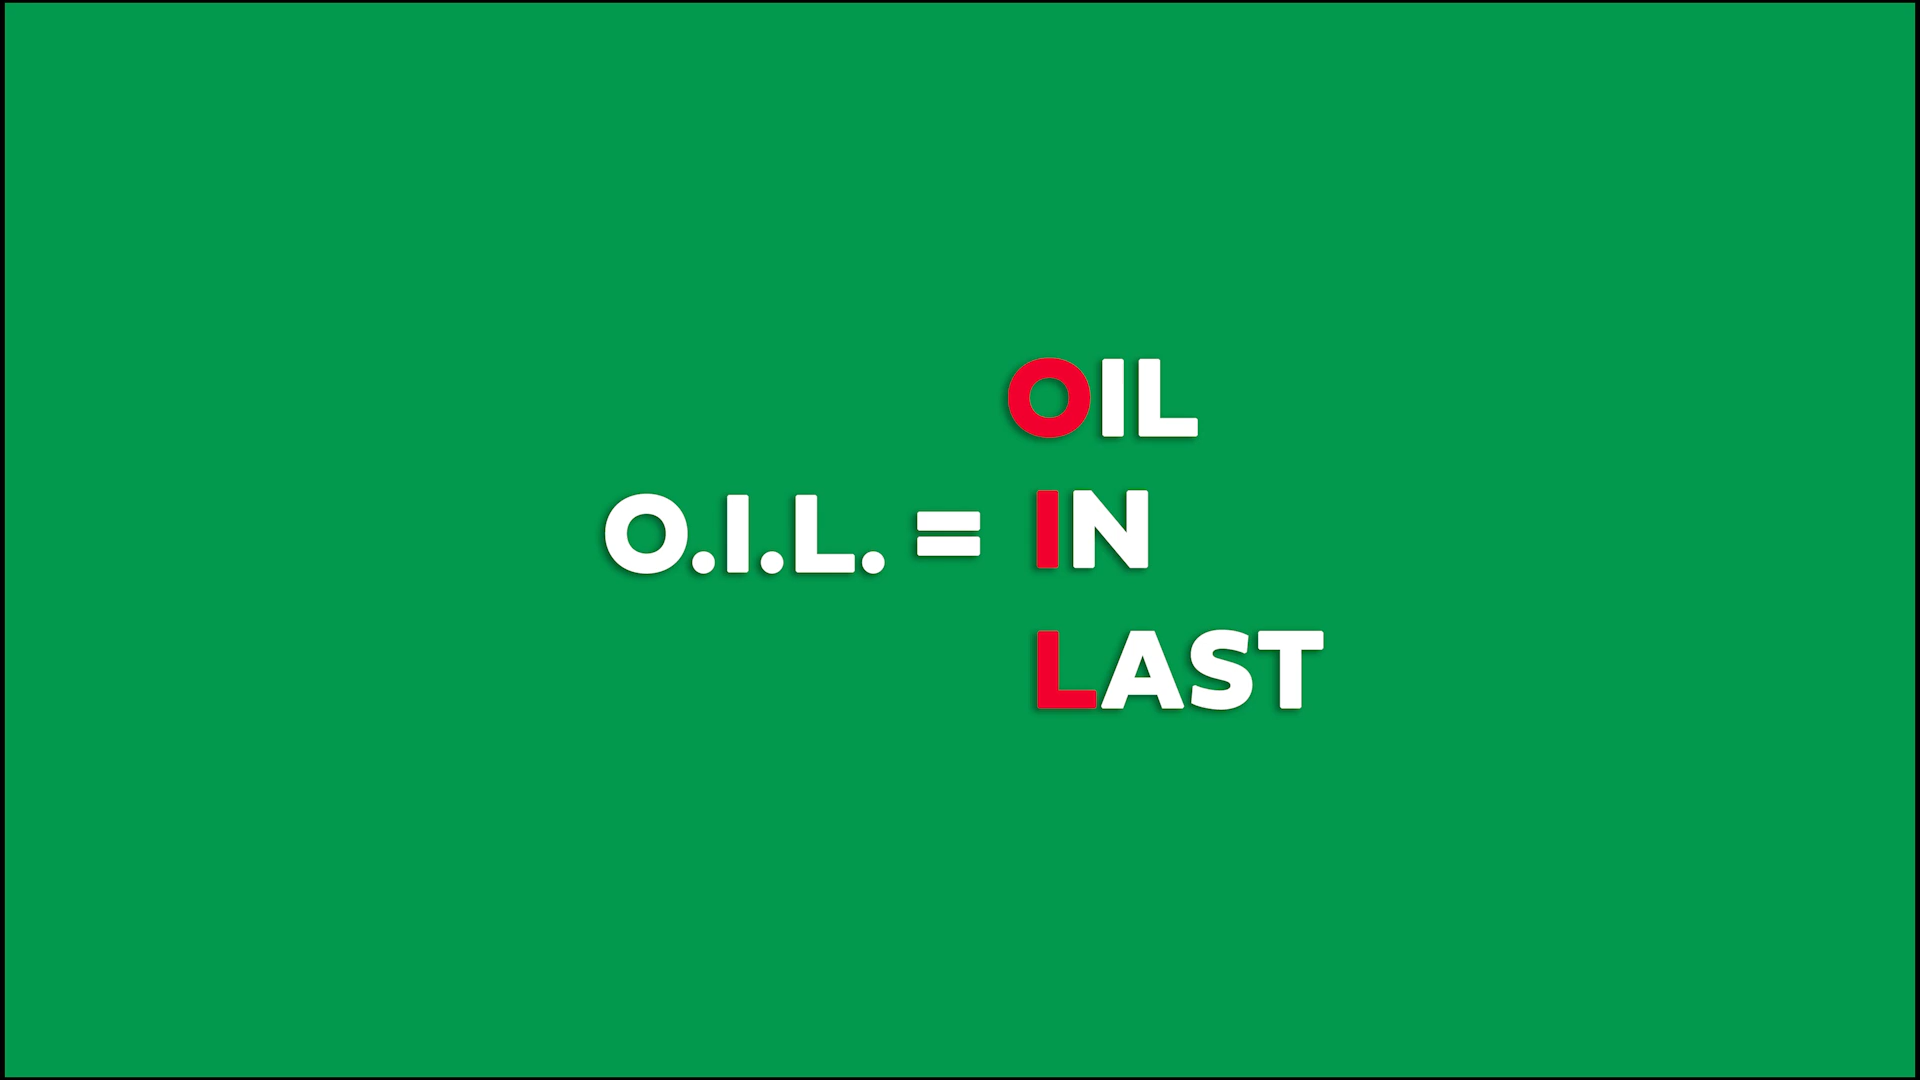 OIL
O.I.L. = IN
LAST